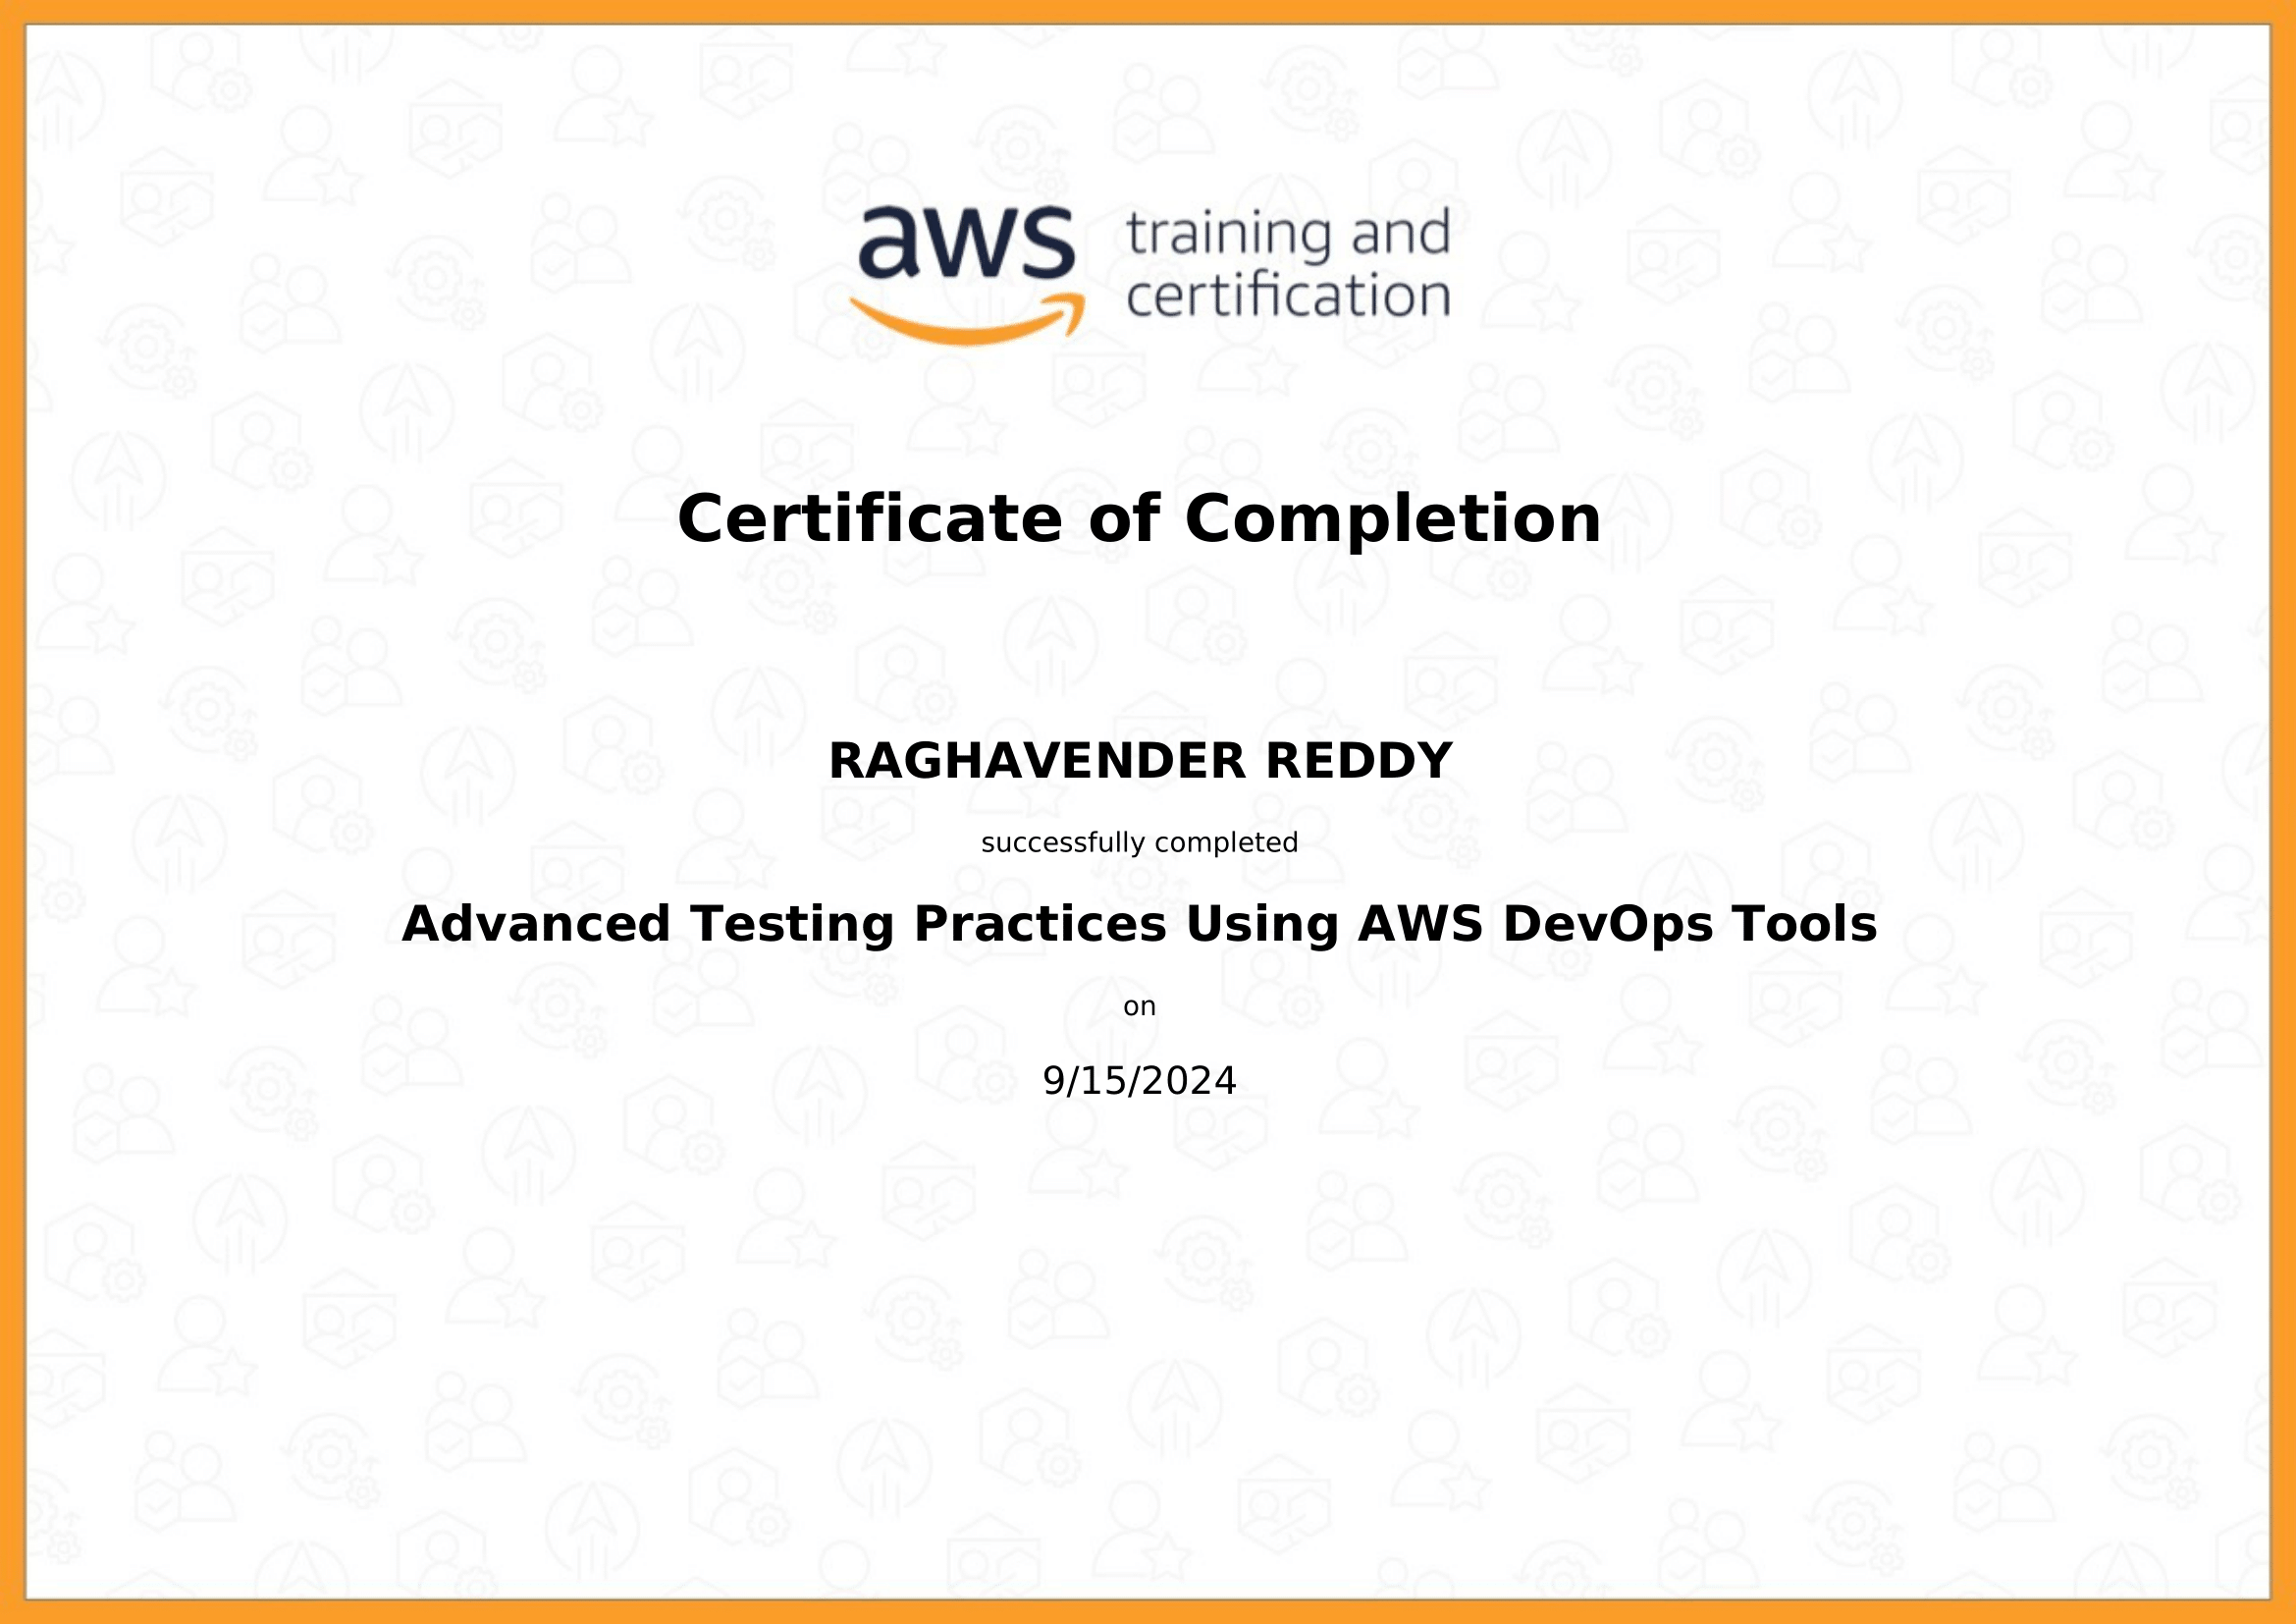 aws training and
certification
Certificate of Completion
RAGHAVENDER REDDY
successfully completed
Advanced Testing Practices Using AWS DevOps Tools
on
9/15/2024